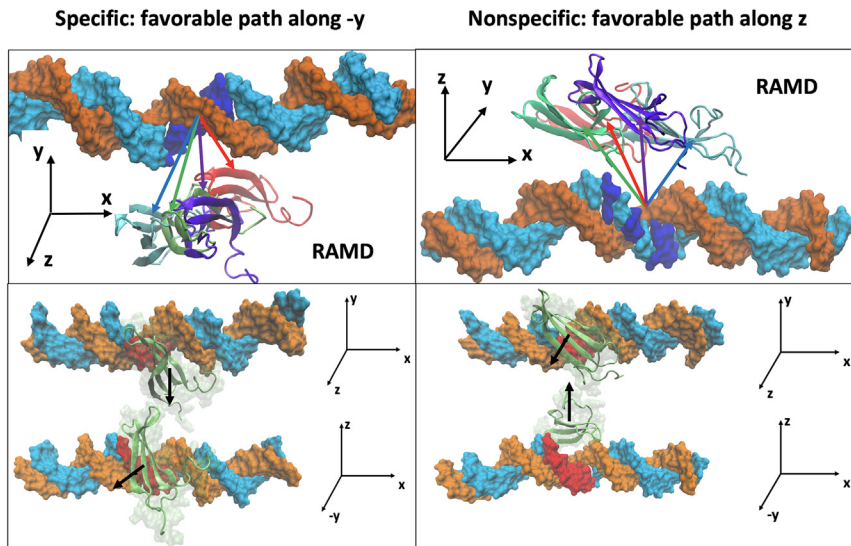 Specific: favorable path along -y
Nonspecific: favorable path along z
y
x
z
RAMD
z
y
x
RAMD
y
x
z
z
x
-y
y
x
z
z
x
-y